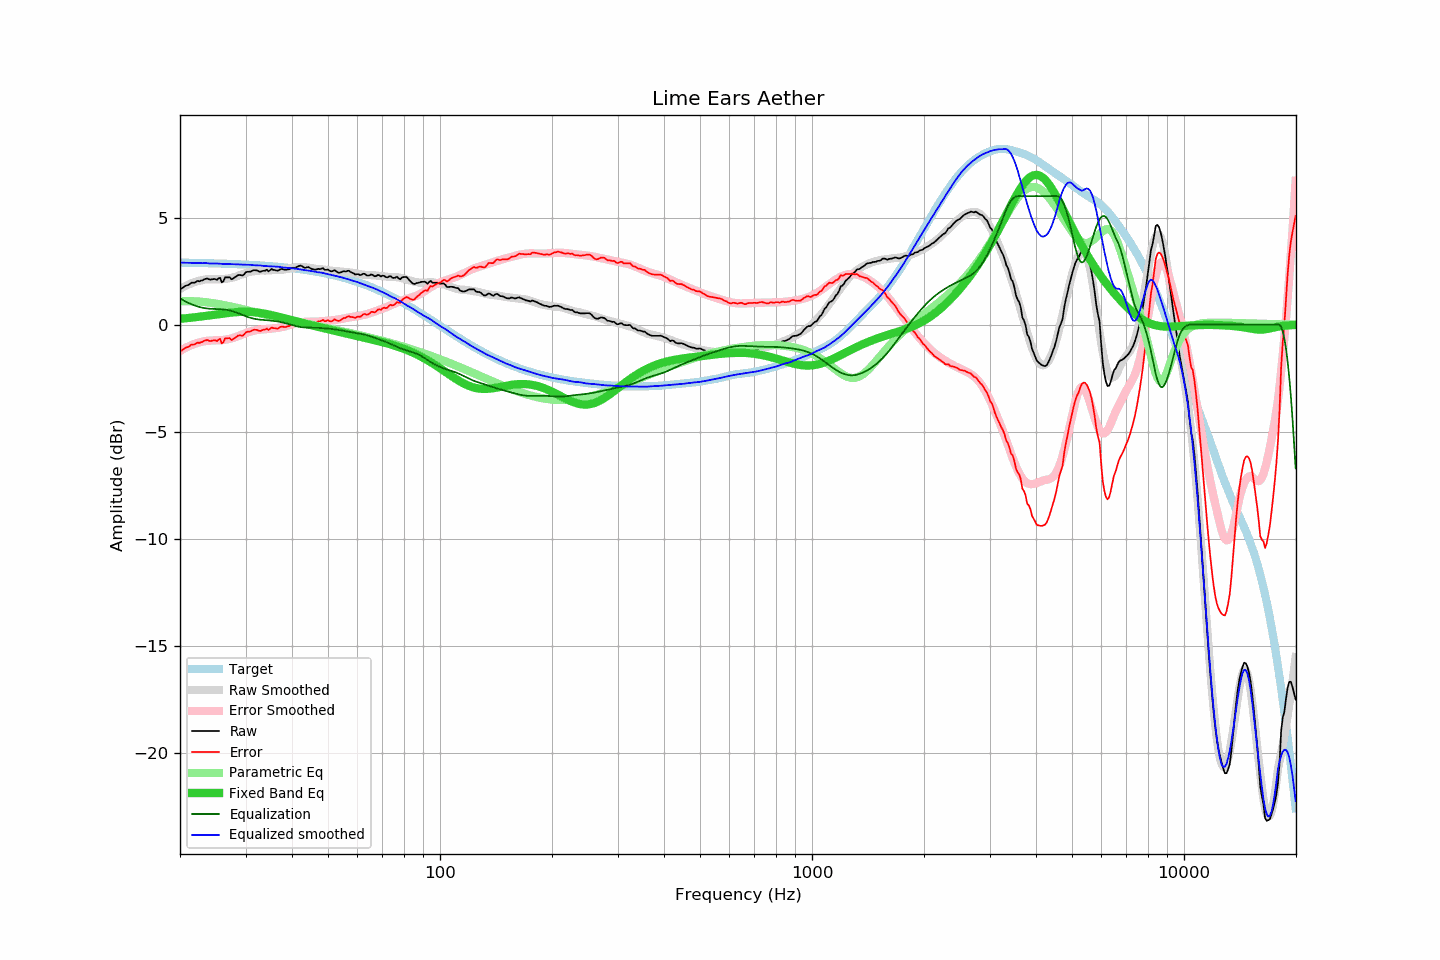 Lime Ears Aether
Amplitude (dBr)
5
0
−5
−10
−15
−20
Target
Raw Smoothed
Error Smoothed
Raw
Error
Parametric Eq
Fixed Band Eq
Equalization
Equalized smoothed
100
1000
10000
Frequency (Hz)